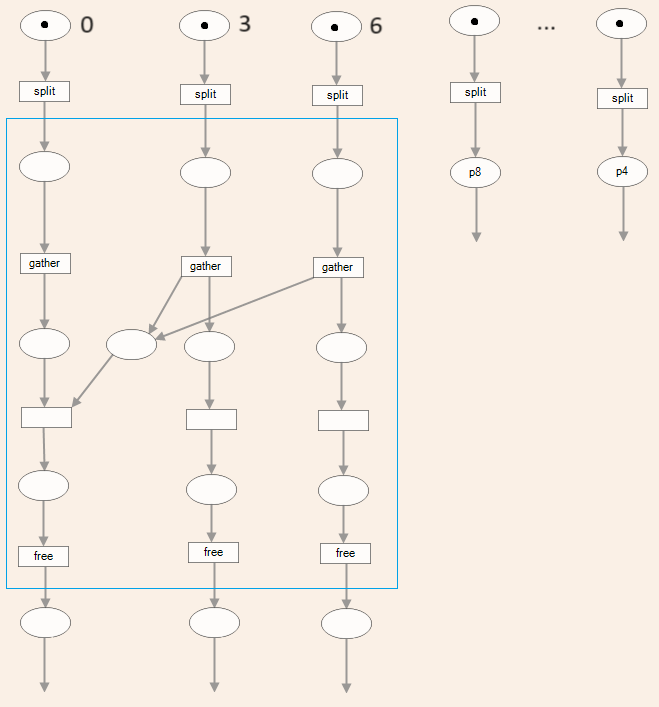 0 3 6 ...
split split split split split
p8 p4
gather gather gather
free free free